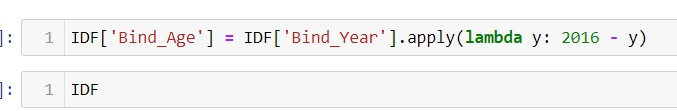 ]: 1 IDF['Bind_Age'] = IDF['Bind_Year'].apply(lambda y: 2016 - y)
]: 1 IDF